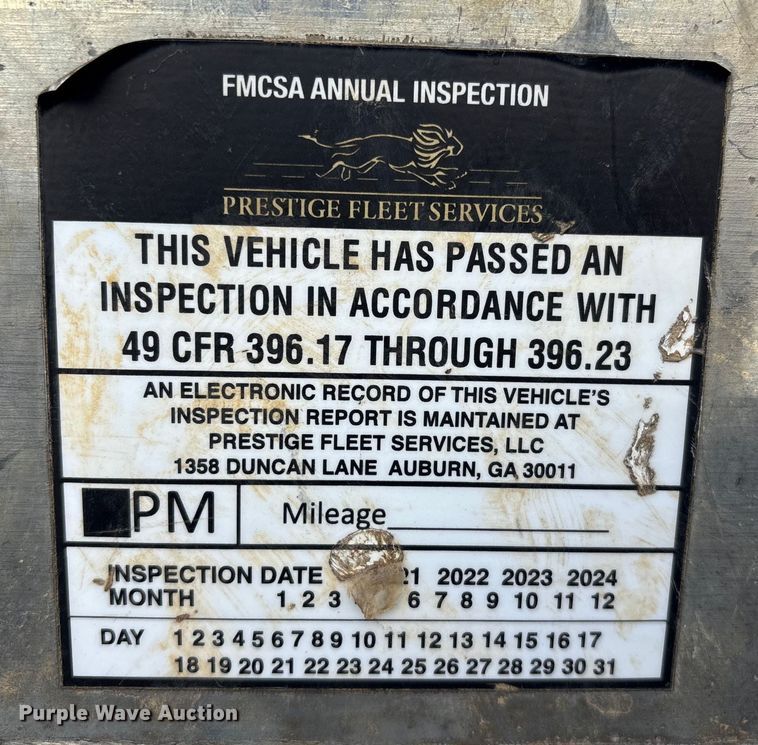 FMCSA ANNUAL INSPECTION
PRESTIGE FLEET SERVICES
THIS VEHICLE HAS PASSED AN
INSPECTION IN ACCORDANCE WITH
49 CFR 396.17 THROUGH 396.23
AN ELECTRONIC RECORD OF THIS VEHICLE'S
INSPECTION REPORT IS MAINTAINED AT
PRESTIGE FLEET SERVICES, LLC
1358 DUNCAN LANE AUBURN, GA 30011
PM Mileage
INSPECTION DATE 21 2022 2023 2024
MONTH 1 2 3 6 7 8 9 10 11 12
DAY 1 2 3 4 5 6 7 8 9 10 11 12 13 14 15 16 17
18 19 20 21 22 23 24 25 26 27 28 29 30 31
Purple Wave Auction